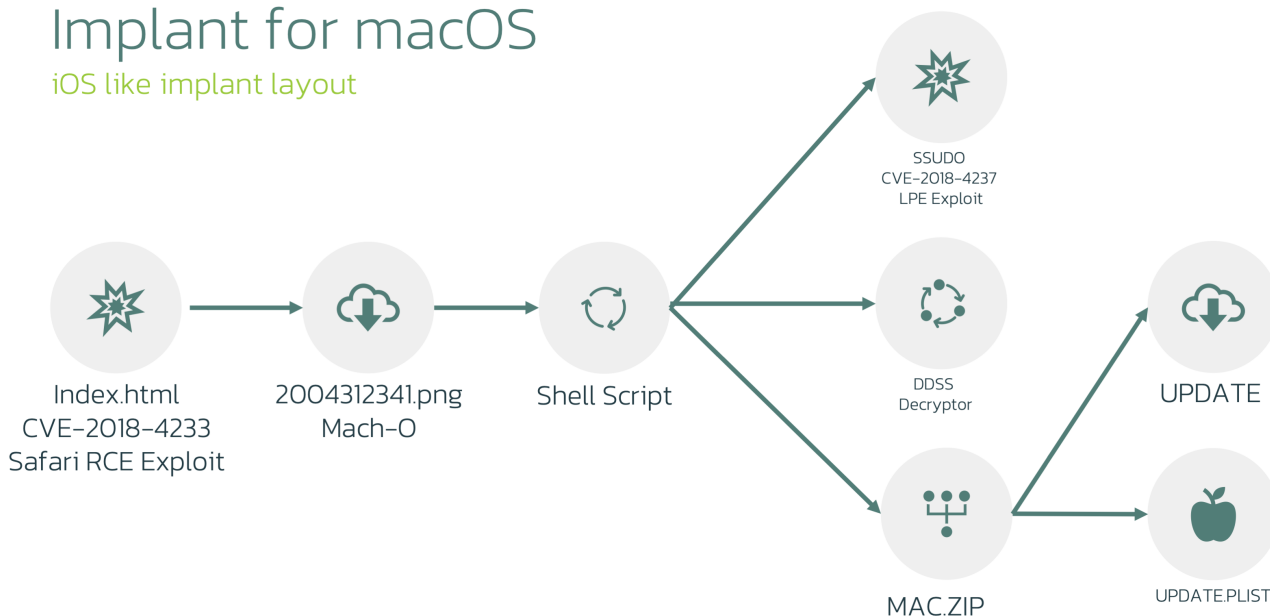 Implant for macOS
iOS like implant layout
SSUDO
CVE-2018-4237
LPE Exploit
Index.html
CVE-2018-4233
Safari RCE Exploit
2004312341.png
Mach-O
Shell Script
DDSS
Decryptor
UPDATE
MAC.ZIP
UPDATE.PLIST